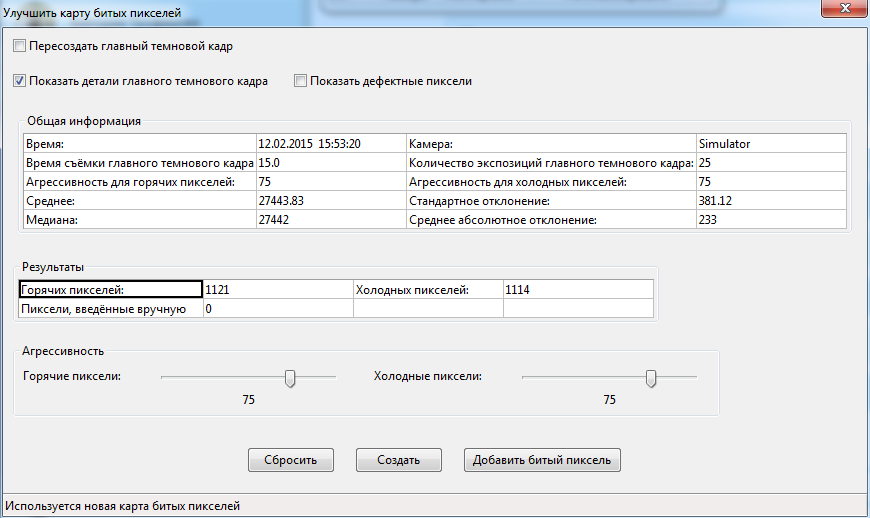 Улучшить карту битых пикселей
Пересоздать главный темновой кадр
Показать детали главного темнового кадра Показать дефектные пиксели
Общая информация
Время: 12.02.2015 15:53:20 Камера: Simulator
Время съёмки главного темнового кадра 15.0 Количество экспозиций главного темнового кадра: 25
Агрессивность для горячих пикселей: 75 Агрессивность для холодных пикселей: 75
Среднее: 27443.83 Стандартное отклонение: 381.12
Медиана: 27442 Среднее абсолютное отклонение: 233
Результаты
Горячих пикселей: 1121 Холодных пикселей: 1114
Пиксели, введённые вручную 0
Агрессивность
Горячие пиксели: Холодные пиксели:
75 75
Сбросить Создать Добавить битый пиксель
Используется новая карта битых пикселей